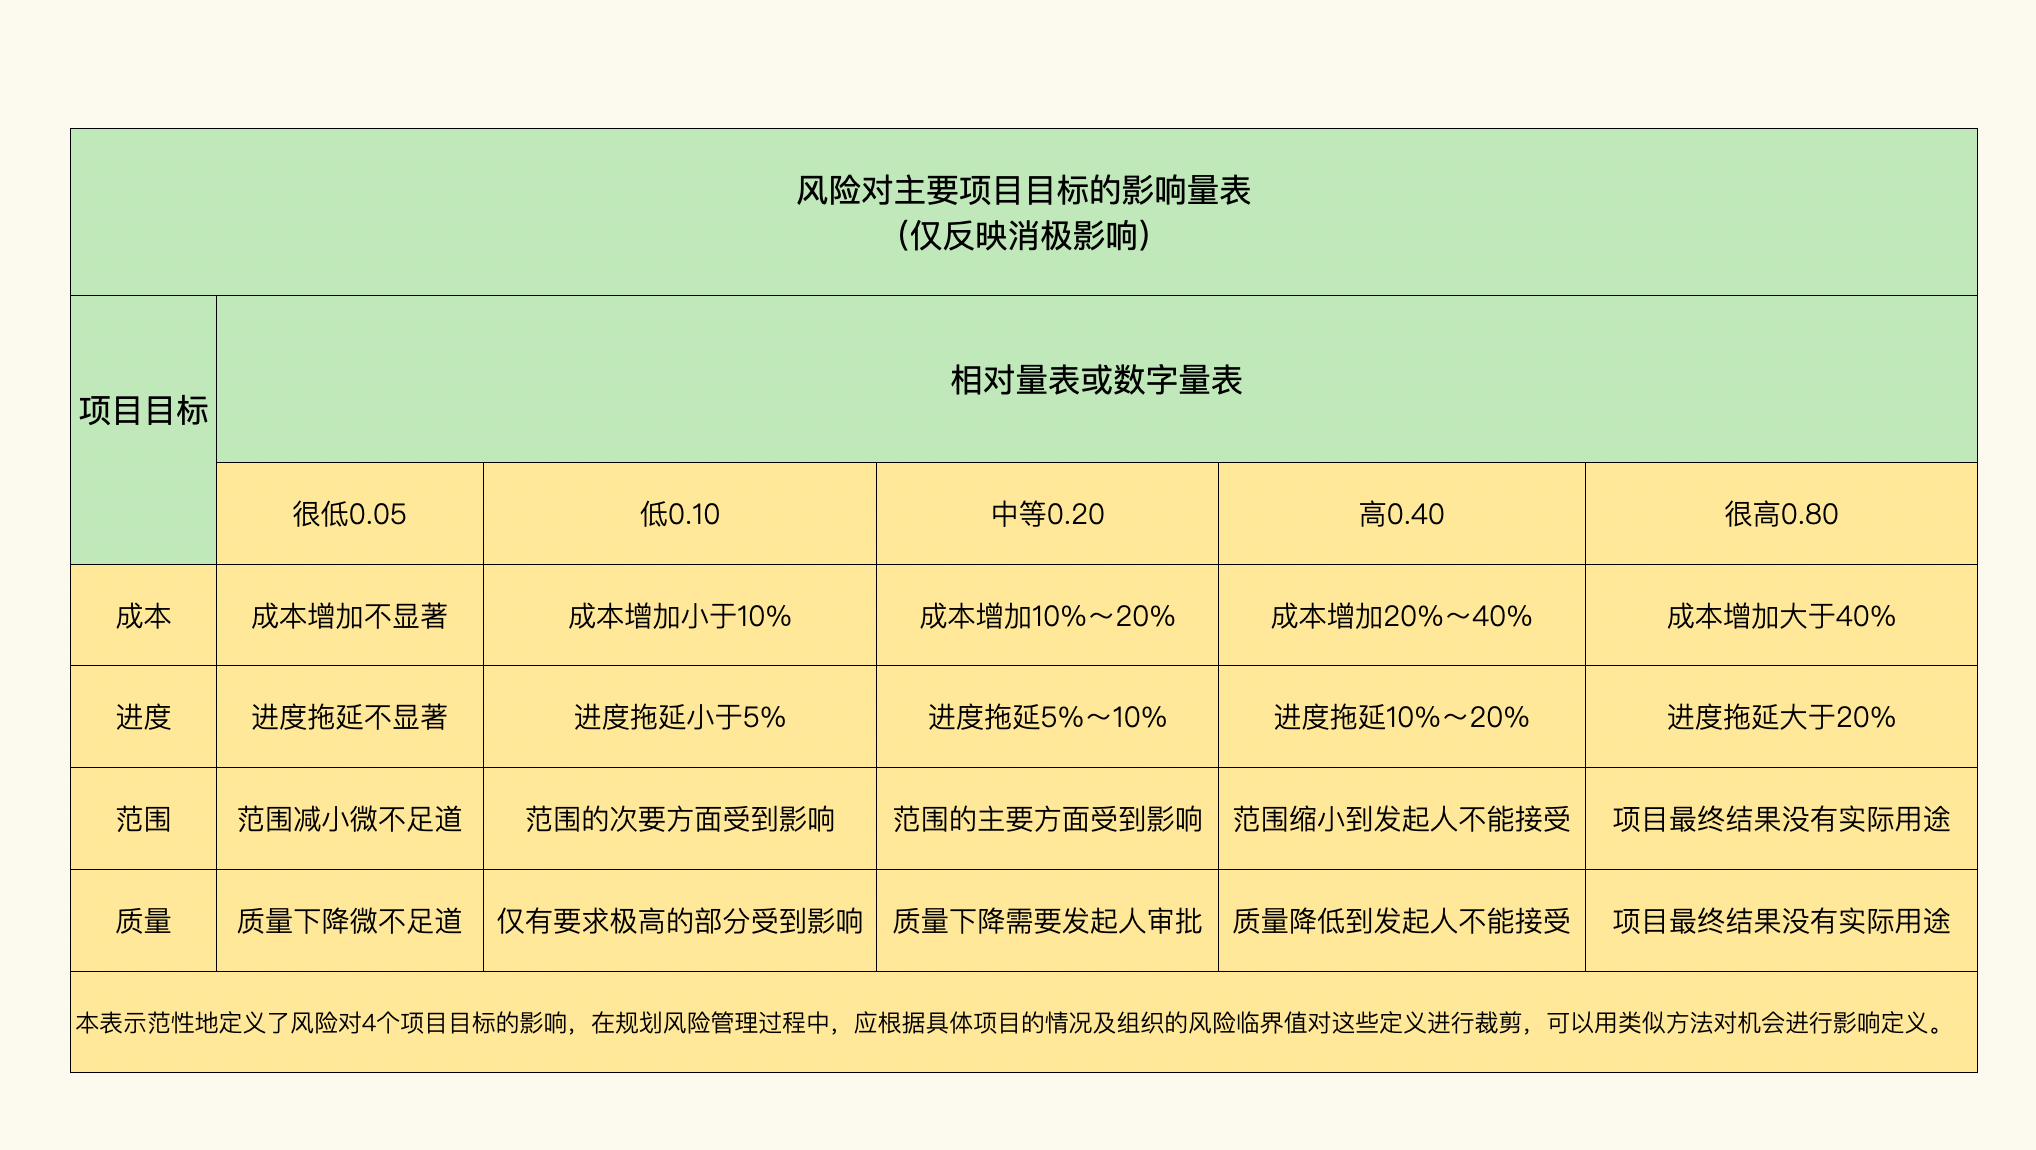 风险对主要项目目标的影响量表
（仅反映消极影响）
项目目标
相对量表或数字量表
很低0.05
低0.10
中等0.20
高0.40
很高0.80
成本
成本增加不显著
成本增加小于10%
成本增加10%～20%
成本增加20%～40%
成本增加大于40%
进度
进度拖延不显著
进度拖延小于5%
进度拖延5%～10%
进度拖延10%～20%
进度拖延大于20%
范围
范围减小微不足道
范围的次要方面受到影响
范围的主要方面受到影响
范围缩小到发起人不能接受
项目最终结果没有实际用途
质量
质量下降微不足道
仅有要求极高的部分受到影响
质量下降需要发起人审批
质量降低到发起人不能接受
项目最终结果没有实际用途
本表示范性地定义了风险对4个项目目标的影响，在规划风险管理过程中，应根据具体项目的情况及组织的风险临界值对这些定义进行裁剪，可以用类似方法对机会进行影响定义。